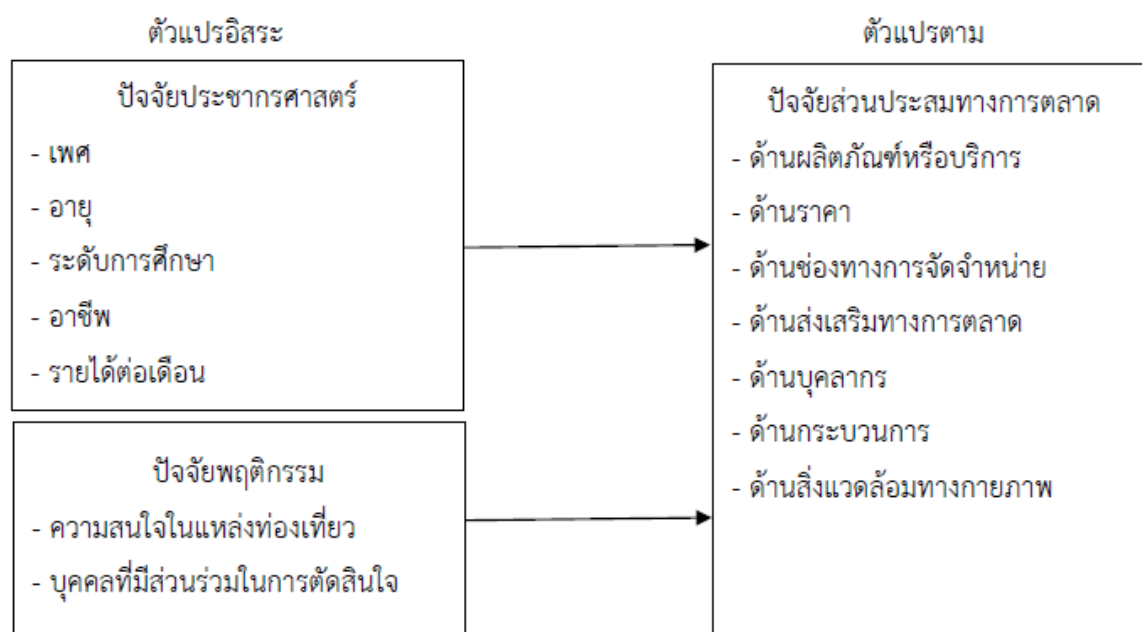 ตัวแปรอิสระ
ปัจจัยประชากรศาสตร์
- เพศ
- อายุ
- ระดับการศึกษา
- อาชีพ
- รายได้ต่อเดือน
ปัจจัยพฤติกรรม
- ความสนใจในแหล่งท่องเที่ยว
- บุคคลที่มีส่วนร่วมในการตัดสินใจ
ตัวแปรตาม
ปัจจัยส่วนประสมทางการตลาด
- ด้านผลิตภัณฑ์หรือบริการ
- ด้านราคา
- ด้านช่องทางการจัดจำหน่าย
- ด้านส่งเสริมทางการตลาด
- ด้านบุคลากร
- ด้านกระบวนการ
- ด้านสิ่งแวดล้อมทางกายภาพ